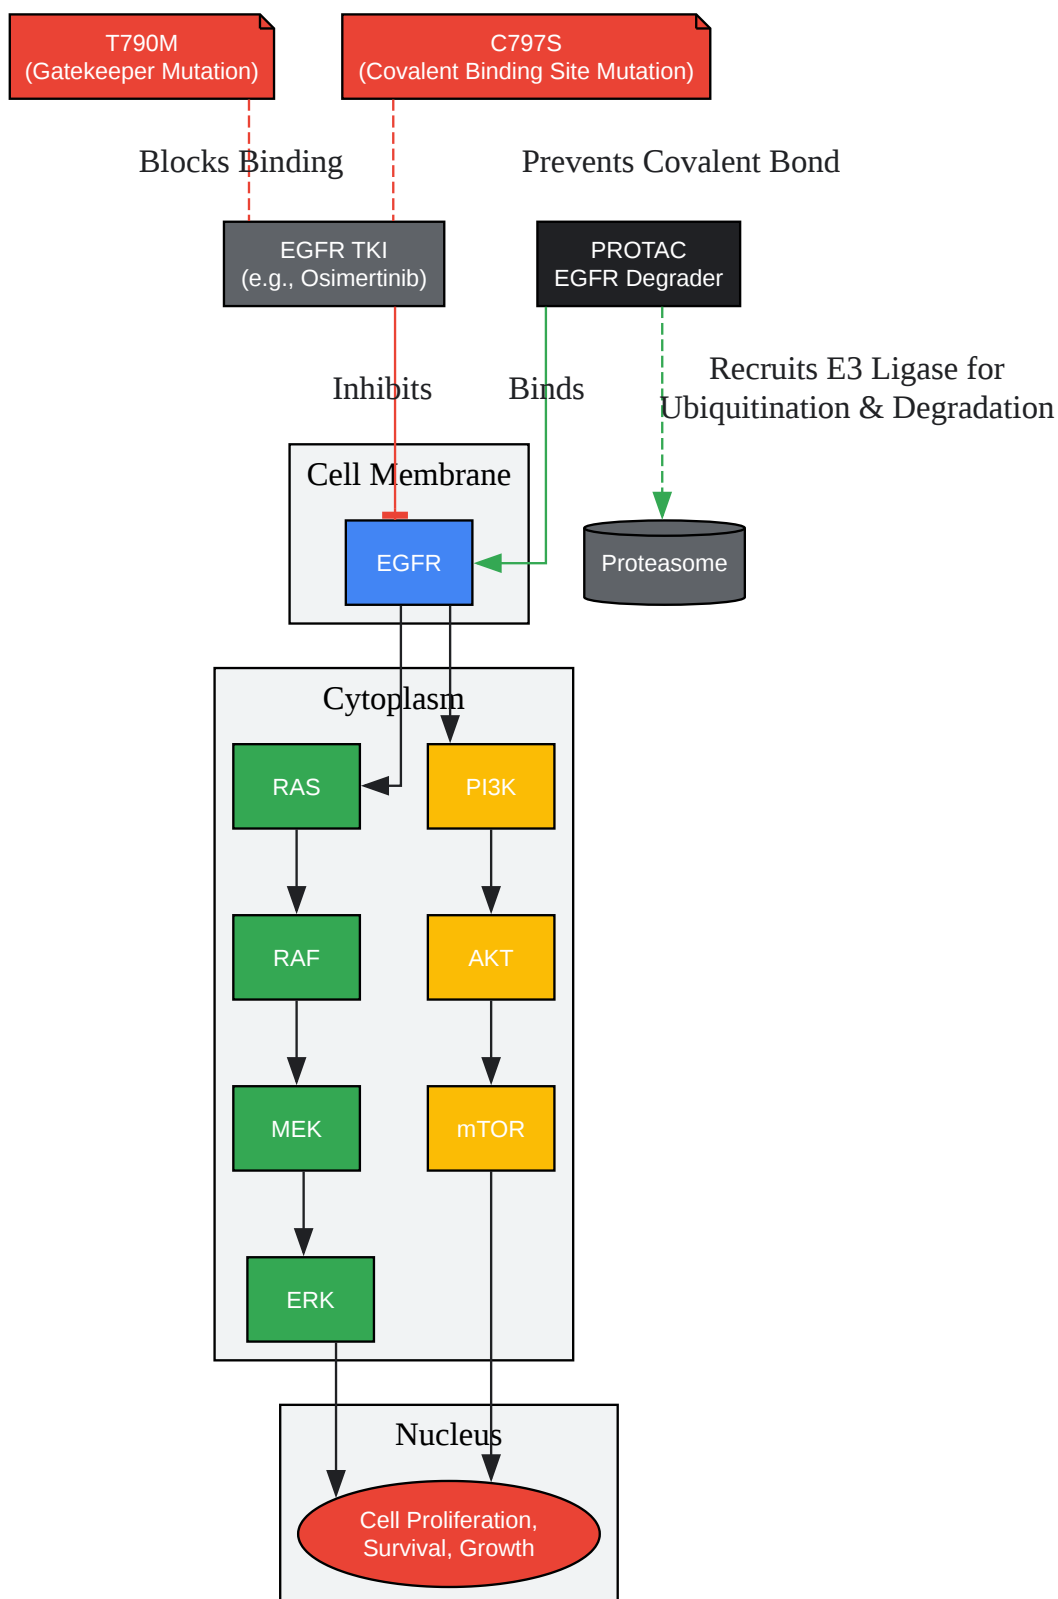 T790M
(Gatekeeper Mutation)
C797S
(Covalent Binding Site Mutation)
Blocks Binding
Prevents Covalent Bond
EGFR TKI
(e.g., Osimertinib)
PROTAC
EGFR Degrader
Inhibits
Binds
Recruits E3 Ligase for
Ubiquitination & Degradation
Cell Membrane
EGFR
Proteasome
Cytoplasm
RAS
PI3K
RAF
AKT
MEK
mTOR
ERK
Nucleus
Cell Proliferation,
Survival, Growth